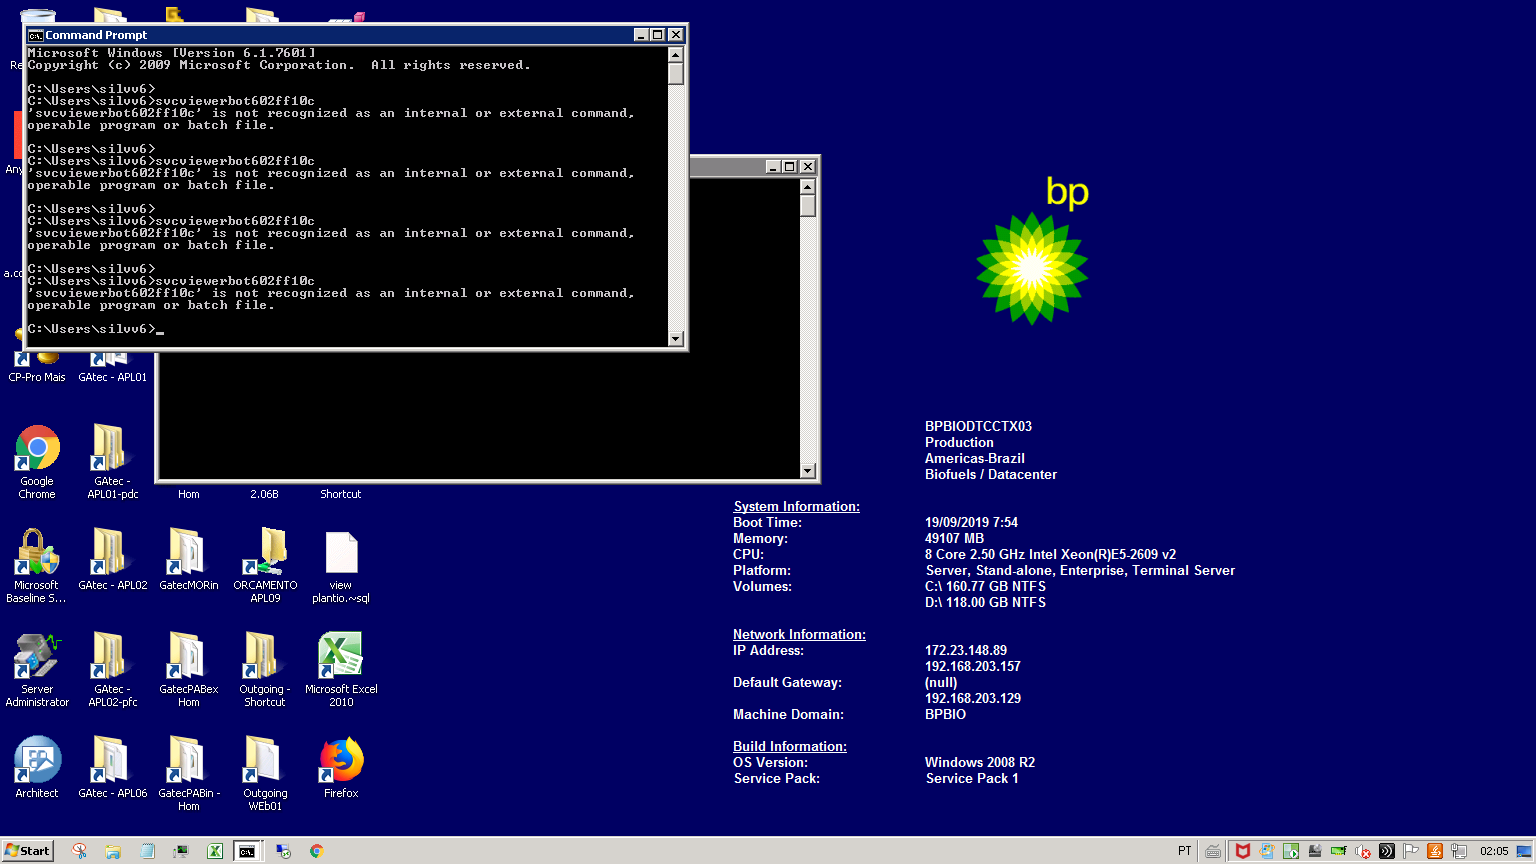 Command Prompt
Microsoft Windows [Version 6.1.7601]
Copyright (c) 2009 Microsoft Corporation.  All rights reserved.
C:\Users\silvv6>
C:\Users\silvv6>svcviewerbot602ff10c
'svcviewerbot602ff10c' is not recognized as an internal or external command,
operable program or batch file.
C:\Users\silvv6>
C:\Users\silvv6>svcviewerbot602ff10c
'svcviewerbot602ff10c' is not recognized as an internal or external command,
operable program or batch file.
C:\Users\silvv6>
C:\Users\silvv6>svcviewerbot602ff10c
'svcviewerbot602ff10c' is not recognized as an internal or external command,
operable program or batch file.
C:\Users\silvv6>
C:\Users\silvv6>svcviewerbot602ff10c
'svcviewerbot602ff10c' is not recognized as an internal or external command,
operable program or batch file.
C:\Users\silvv6>_
CP-Pro Mais
GAtec - APL01
Google
Chrome
GAtec -
APL01-pdc
Hom
2.06B
Shortcut
Microsoft
Baseline S...
GAtec - APL02
GatecMORin
ORCAMENTO
APL09
view
plantio.~sql
Server
Administrator
GAtec -
APL02-pfc
GatecPABex
Hom
Outgoing -
Shortcut
Microsoft Excel
2010
Architect
GAtec - APL06
GatecPABin -
Hom
Outgoing
WEb01
Firefox
bp
BPBIODTCCTX03
Production
Americas-Brazil
Biofuels / Datacenter
System Information:
Boot Time: 19/09/2019 7:54
Memory: 49107 MB
CPU: 8 Core 2.50 GHz Intel Xeon(R)E5-2609 v2
Platform: Server, Stand-alone, Enterprise, Terminal Server
Volumes: C:\ 160.77 GB NTFS
D:\ 118.00 GB NTFS
Network Information:
IP Address: 172.23.148.89
192.168.203.157
Default Gateway: (null)
192.168.203.129
Machine Domain: BPBIO
Build Information:
OS Version: Windows 2008 R2
Service Pack: Service Pack 1
Start
PT
02:05